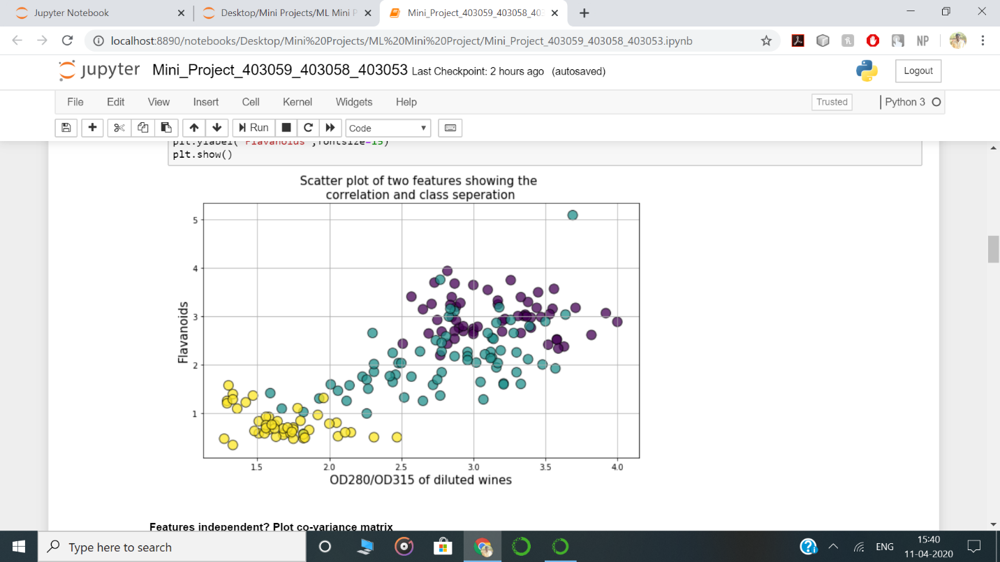 Jupyter Notebook
Desktop/Mini Projects/ML Mini P
Mini_Project_403059_403058_403
localhost:8890/notebooks/Desktop/Mini%20Projects/ML%20Mini%20Project/Mini_Project_403059_403058_403053.ipynb
NP
jupyter Mini_Project_403059_403058_403053 Last Checkpoint: 2 hours ago (autosaved)
Logout
File Edit View Insert Cell Kernel Widgets Help
Trusted
Python 3
Run
Code
plt.ylabel("Flavanoids",fontsize=15)
plt.show()
Scatter plot of two features showing the
correlation and class seperation
5
4
3
2
1
Flavanoids
1.5 2.0 2.5 3.0 3.5 4.0
OD280/OD315 of diluted wines
Features independent? Plot co-variance matrix
Type here to search
ENG
15:40
11-04-2020